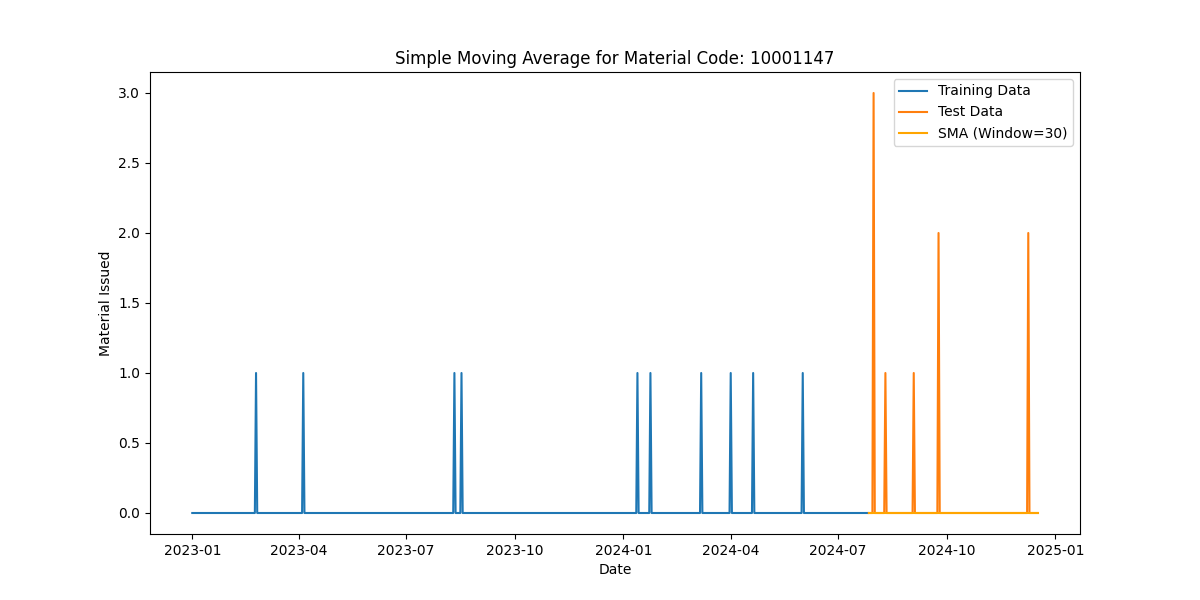 Simple Moving Average for Material Code: 10001147
Training Data
Test Data
SMA (Window=30)
Material Issued
3.0
2.5
2.0
1.5
1.0
0.5
0.0
2023-01 2023-04 2023-07 2023-10 2024-01 2024-04 2024-07 2024-10 2025-01
Date